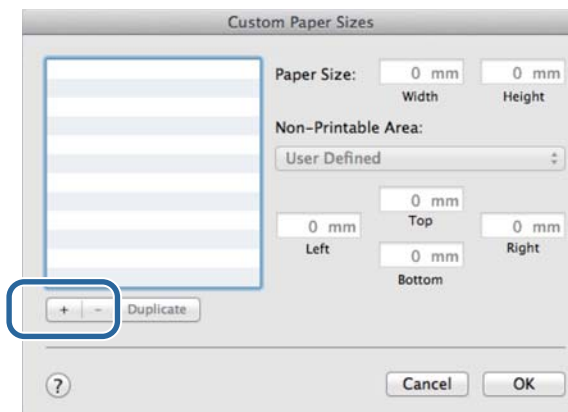 Custom Paper Sizes
Paper Size:
0 mm
0 mm
Width
Height
Non-Printable Area:
User Defined
0 mm
Top
0 mm
Left
0 mm
Right
0 mm
Bottom
+ - Duplicate
? Cancel OK